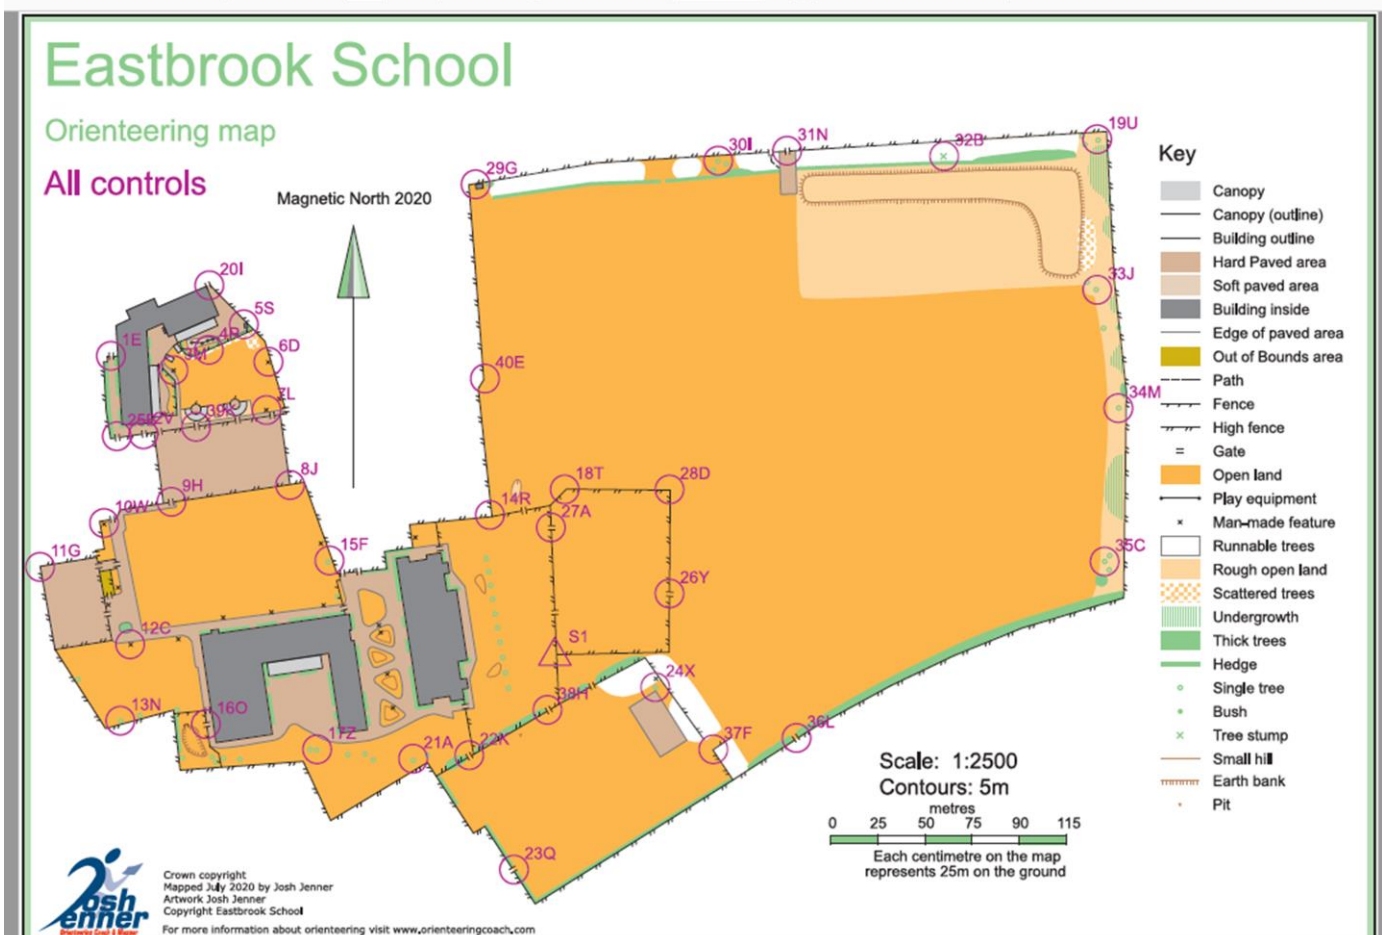 Eastbrook School
Orienteering map
All controls
Magnetic North 2020
29G
30I
31N
32B
19U
20I
5S
1E
4P
3M
6D
40E
33J
34M
39K
8J
9H
10W
11G
15F
14R
18T
28D
27A
26Y
35C
12C
S1
13N
16O
17Z
21A
22K
38H
24X
37F
36L
23Q
Key
Canopy
Canopy (outline)
Building outline
Hard Paved area
Soft paved area
Building inside
Edge of paved area
Out of Bounds area
Path
Fence
High fence
Gate
Open land
Play equipment
Man-made feature
Runnable trees
Rough open land
Scattered trees
Undergrowth
Thick trees
Hedge
Single tree
Bush
Tree stump
Small hill
Earth bank
Pit
Scale: 1:2500
Contours: 5m
metres
0 25 50 75 90 115
Each centimetre on the map
represents 25m on the ground
Josh
Jenner
Orienteering Coach & Mapper
Crown copyright
Mapped July 2020 by Josh Jenner
Artwork Josh Jenner
Copyright Eastbrook School
For more information about orienteering visit www.orienteeringcoach.com